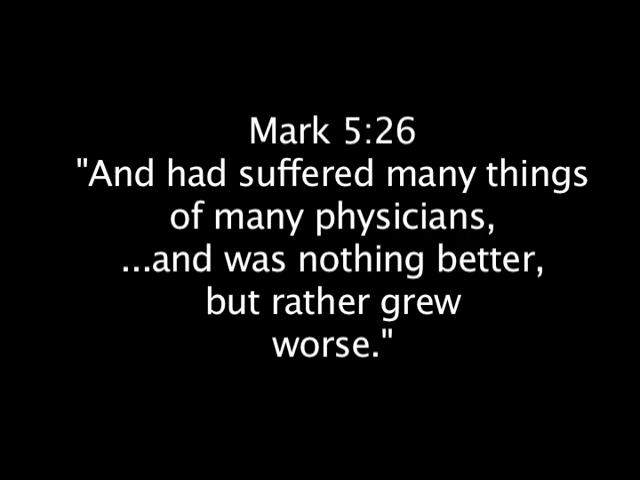 Mark 5:26
"And had suffered many things
of many physicians,
...and was nothing better,
but rather grew
worse."